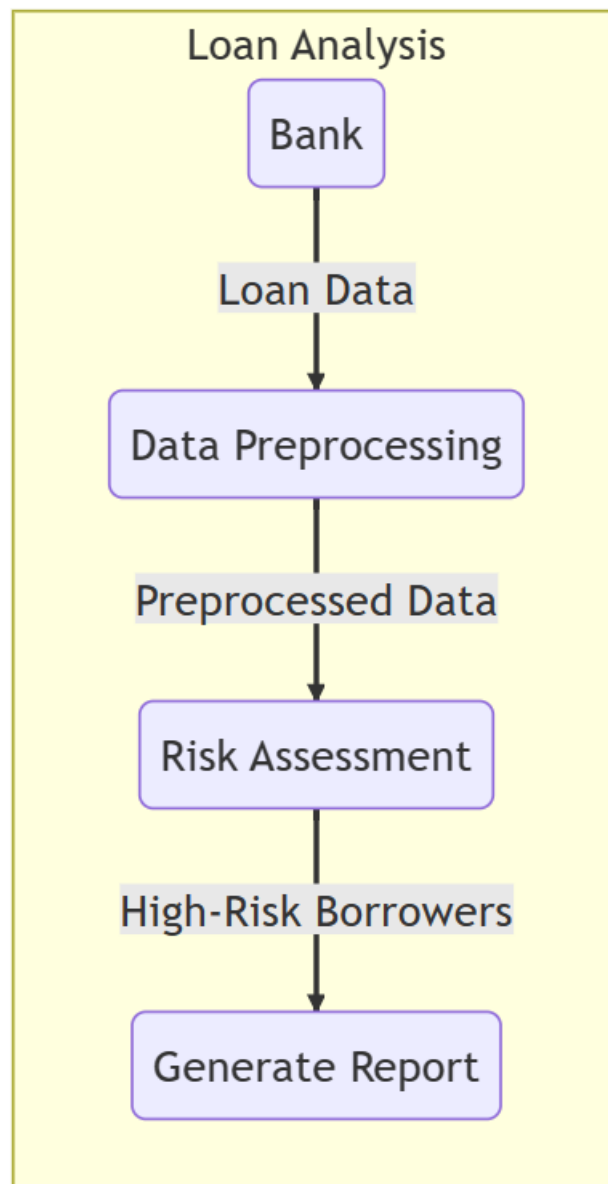 Loan Analysis
Bank
Loan Data
Data Preprocessing
Preprocessed Data
Risk Assessment
High-Risk Borrowers
Generate Report